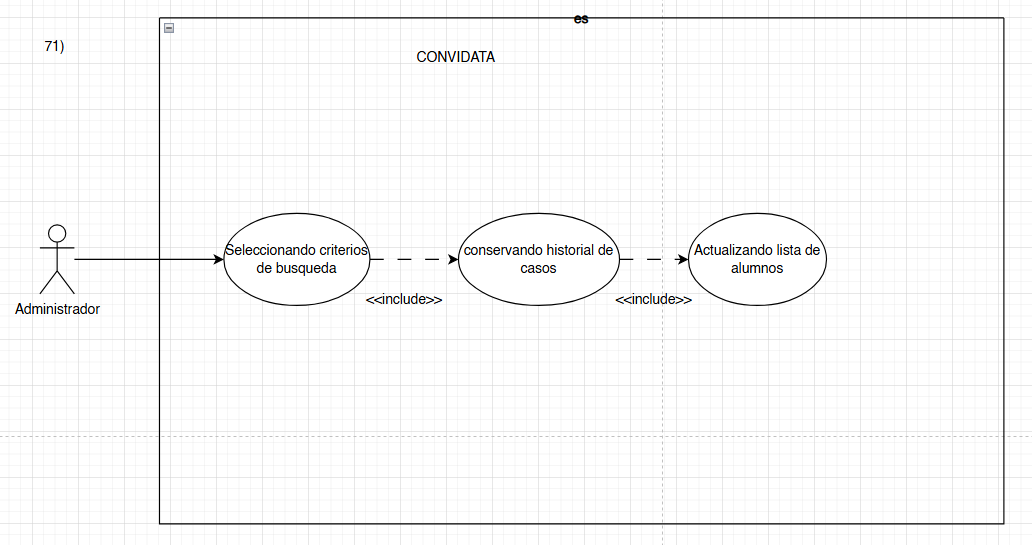 es
71)
CONVIDATA
Seleccionando criterios
de busqueda
conservando historial de
casos
Actualizando lista de
alumnos
<<include>>
<<include>>
Administrador